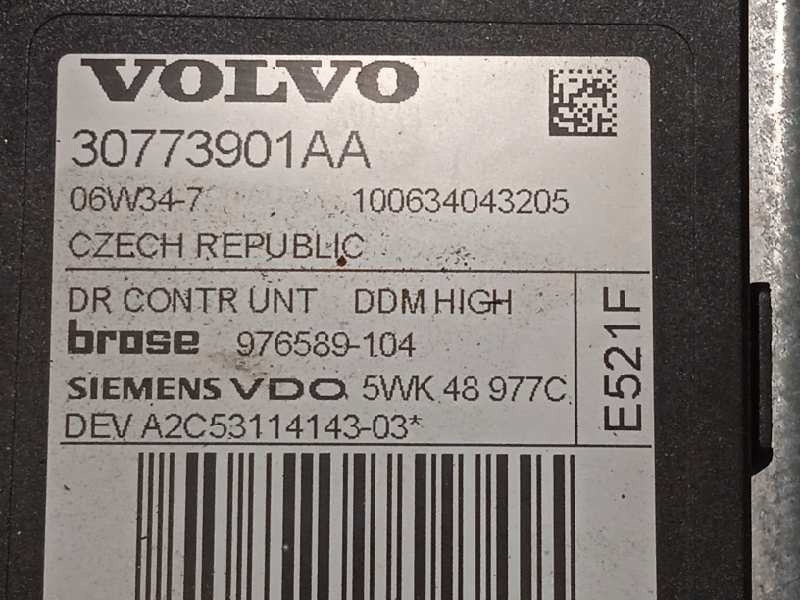 VOLVO
30773901AA
06W34-7 100634043205
CZECH REPUBLIC
DR CONTR UNT DDM HIGH
brose 976589-104
SIEMENS VDO 5WK 48 977C
DEV A2C53114143-03*
E521F